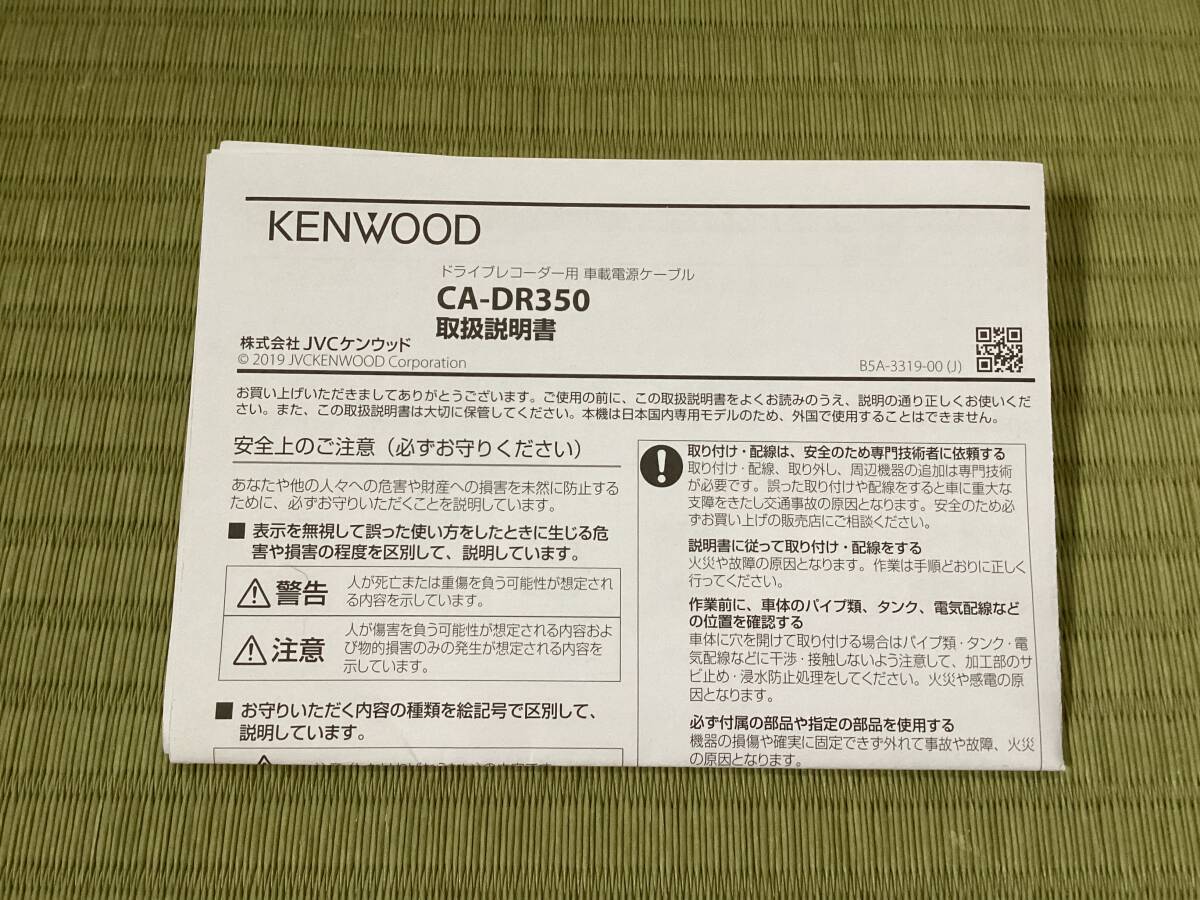 KENWOOD
ドライブレコーダー用 車載電源ケーブル
CA-DR350
取扱説明書
株式会社 JVCケンウッド
© 2019 JVCKENWOOD Corporation
B5A-3319-00 (J)
お買い上げいただきましてありがとうございます。ご使用の前に、この取扱説明書をよくお読みのうえ、説明の通り正しくお使いくだ
さい。また、この取扱説明書は大切に保管してください。本機は日本国内専用モデルのため、外国で使用することはできません。
安全上のご注意（必ずお守りください）
あなたや他の人々への危害や財産への損害を未然に防止する
ために、必ずお守りいただくことを説明しています。
■ 表示を無視して誤った使い方をしたときに生じる危
害や損害の程度を区別して、説明しています。
警告
人が死亡または重傷を負う可能性が想定され
る内容を示しています。
注意
人が傷害を負う可能性が想定される内容およ
び物的損害のみの発生が想定される内容を
示しています。
■ お守りいただく内容の種類を絵記号で区別して、
説明しています。
取り付け・配線は、安全のため専門技術者に依頼する
取り付け・配線、取り外し、周辺機器の追加は専門技術
が必要です。誤った取り付けや配線をすると車に重大な
支障をきたし交通事故の原因となります。安全のため必
ずお買い上げの販売店にご相談ください。
説明書に従って取り付け・配線をする
火災や故障の原因となります。作業は手順どおりに正しく
行ってください。
作業前に、車体のパイプ類、タンク、電気配線など
の位置を確認する
車体に穴を開けて取り付ける場合はパイプ類・タンク・電
気配線などに干渉・接触しないよう注意して、加工部のサ
ビ止め・浸水防止処理をしてください。火災や感電の原
因となります。
必ず付属の部品や指定の部品を使用する
機器の損傷や確実に固定できず外れて事故や故障、火災
の原因となります。